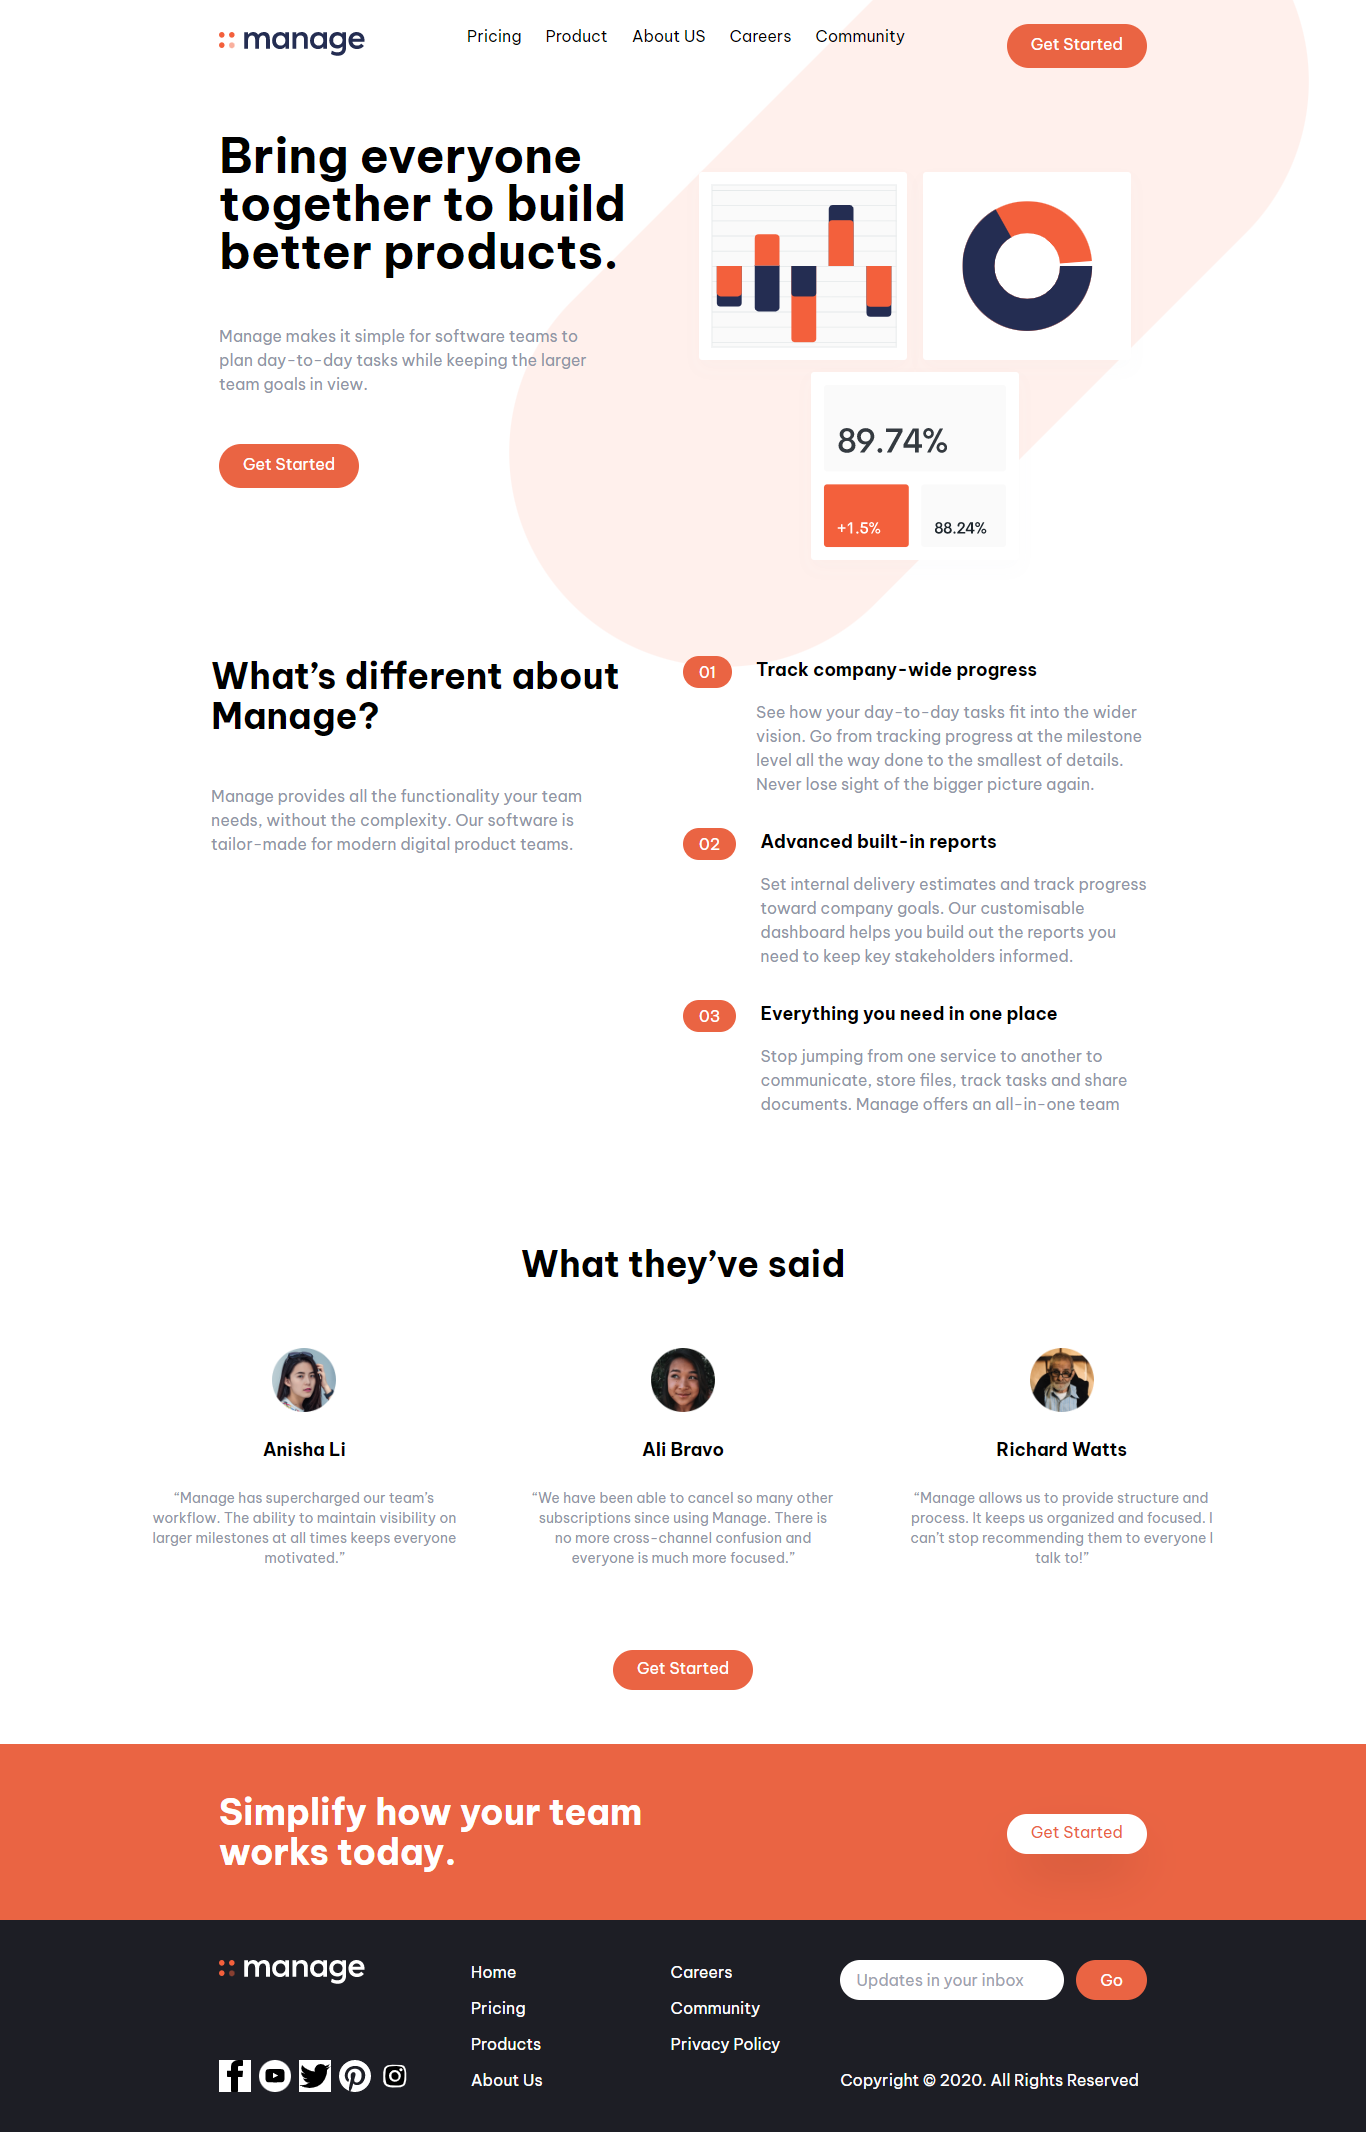 manage
Pricing
Product
About US
Careers
Community
Get Started
Bring everyone
together to build
better products.
Manage makes it simple for software teams to
plan day-to-day tasks while keeping the larger
team goals in view.
Get Started
89.74%
+1.5%
88.24%
What’s different about
Manage?
Manage provides all the functionality your team
needs, without the complexity. Our software is
tailor-made for modern digital product teams.
01
Track company-wide progress
See how your day-to-day tasks fit into the wider
vision. Go from tracking progress at the milestone
level all the way done to the smallest of details.
Never lose sight of the bigger picture again.
02
Advanced built-in reports
Set internal delivery estimates and track progress
toward company goals. Our customisable
dashboard helps you build out the reports you
need to keep key stakeholders informed.
03
Everything you need in one place
Stop jumping from one service to another to
communicate, store files, track tasks and share
documents. Manage offers an all-in-one team
What they’ve said
Anisha Li
“Manage has supercharged our team’s
workflow. The ability to maintain visibility on
larger milestones at all times keeps everyone
motivated.”
Ali Bravo
“We have been able to cancel so many other
subscriptions since using Manage. There is
no more cross-channel confusion and
everyone is much more focused.”
Richard Watts
“Manage allows us to provide structure and
process. It keeps us organized and focused. I
can’t stop recommending them to everyone I
talk to!”
Get Started
Simplify how your team
works today.
Get Started
manage
Home
Pricing
Products
About Us
Careers
Community
Privacy Policy
Updates in your inbox
Go
Copyright © 2020. All Rights Reserved